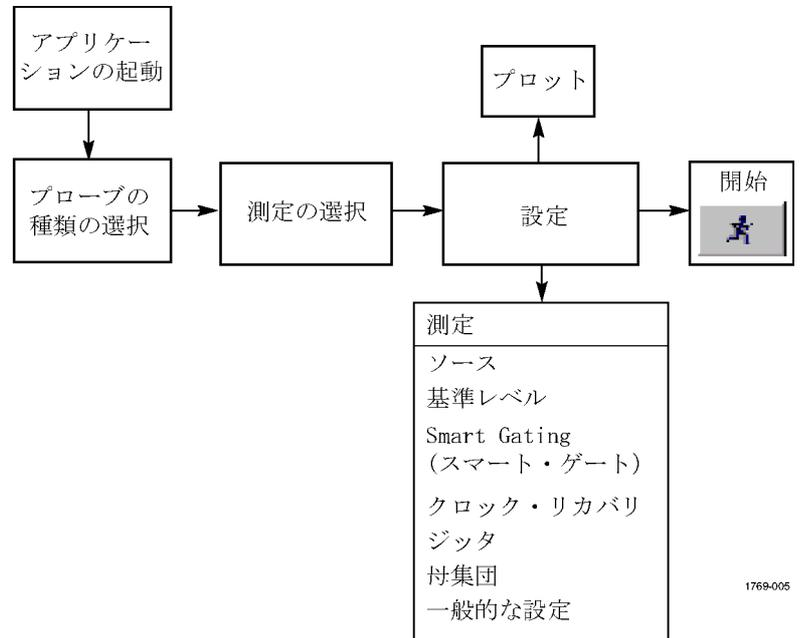 アプリケー
ションの起動
プローブの
種類の選択
測定の選択
プロット
設定
開始
測定
ソース
基準レベル
Smart Gating
(スマート・ゲート)
クロック・リカバリ
ジッタ
母集団
一般的な設定
1769-005